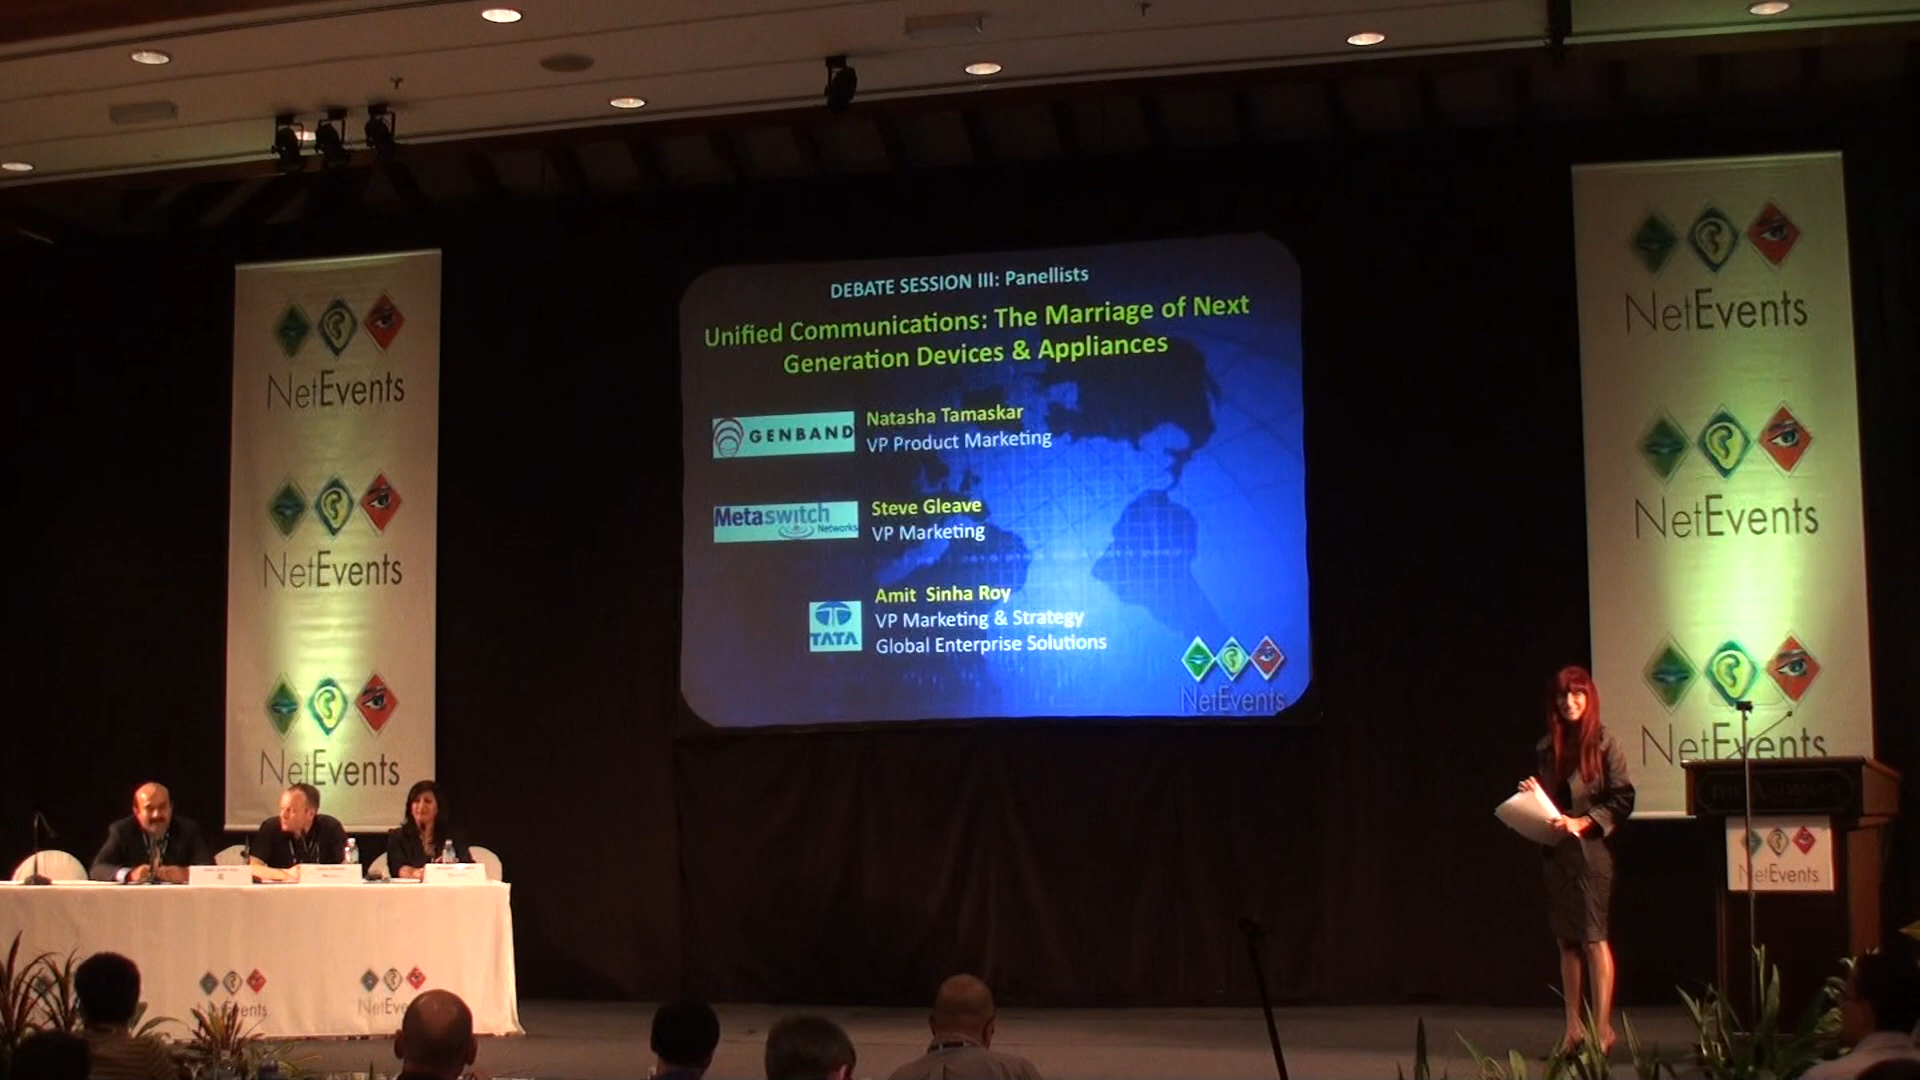 DEBATE SESSION III: Panellists
Unified Communications: The Marriage of Next
Generation Devices & Appliances
GENBAND
Natasha Tamaskar
VP Product Marketing
Metaswitch
Networks
Steve Gleave
VP Marketing
TATA
Amit Sinha Roy
VP Marketing & Strategy
Global Enterprise Solutions
NetEvents
NetEvents
NetEvents
NetEvents
NetEvents
NetEvents
NetEvents
NetEvents
NetEvents
NetEvents